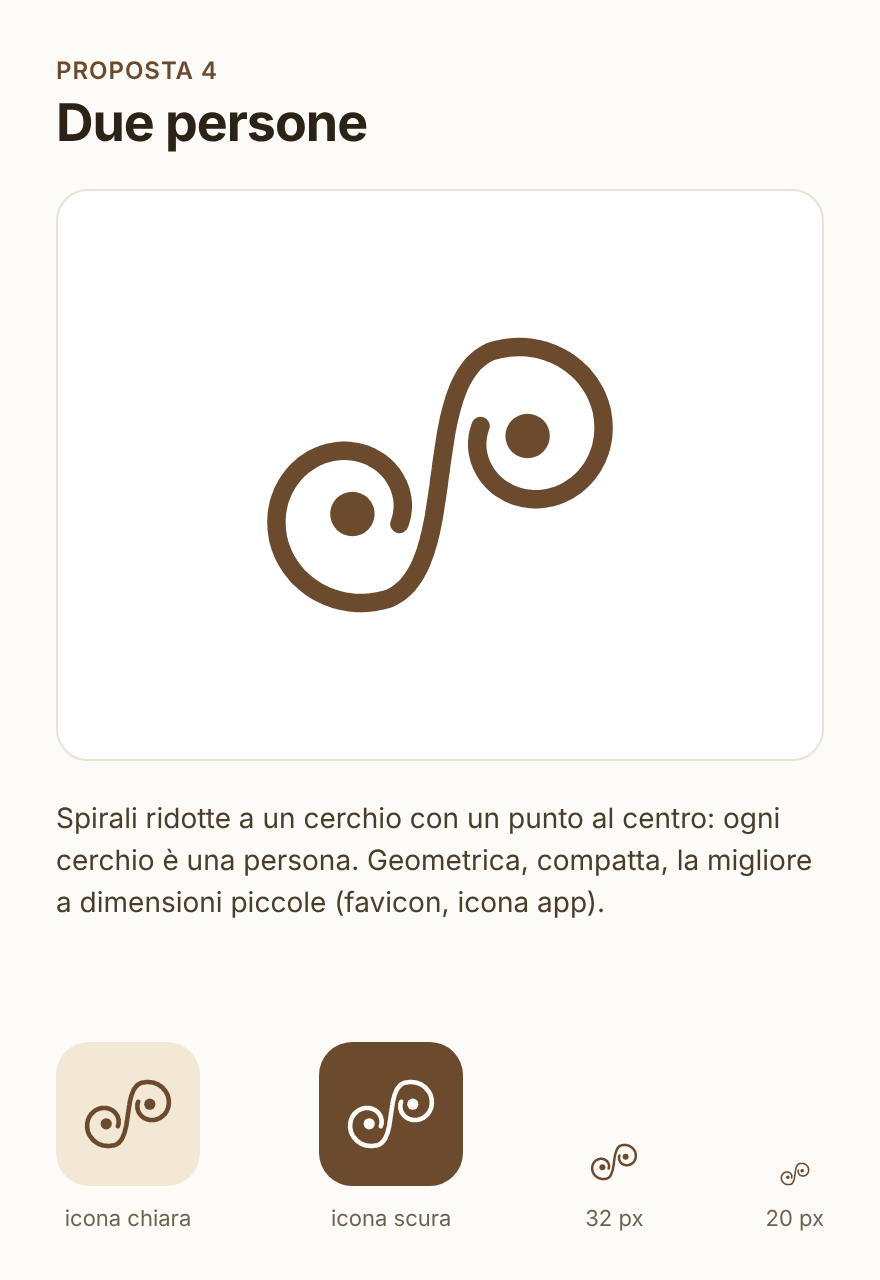 PROPOSTA 4
Due persone
Spirali ridotte a un cerchio con un punto al centro: ogni
cerchio è una persona. Geometrica, compatta, la migliore
a dimensioni piccole (favicon, icona app).
icona chiara
icona scura
32 px
20 px